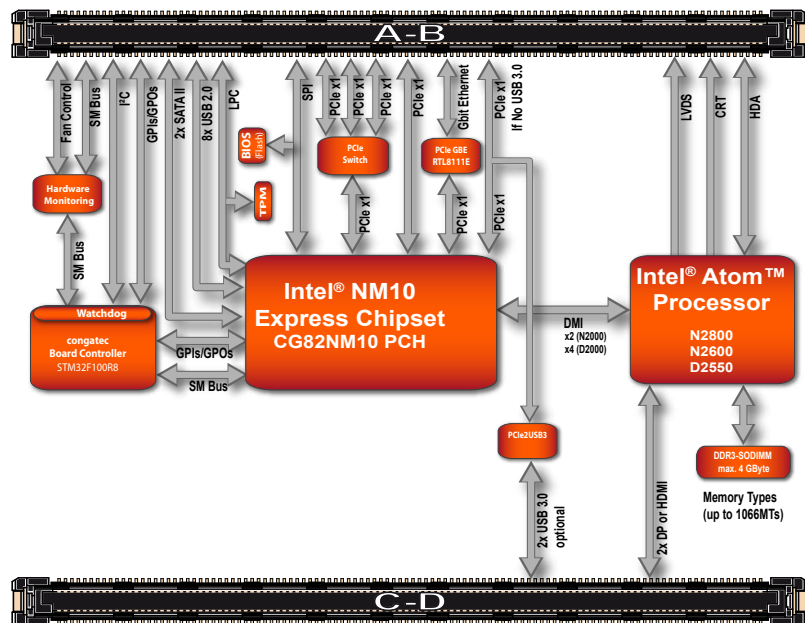 A-B
Fan Control
SM Bus
I²C
GPIs/GPOs
2x SATA II
8x USB 2.0
LPC
SPI
PCIe x1
PCIe x1
PCIe x1
PCIe x1
Gbit Ethernet
PCIe x1
If No USB 3.0
LVDS
CRT
HDA
BIOS
(Flash)
PCIe
Switch
PCIe GBE
RTL8111E
Hardware
Monitoring
TPM
PCIe x1
PCIe x1
PCIe x1
SM Bus
Intel® NM10
Express Chipset
CG82NM10 PCH
Intel® Atom™
Processor
N2800
N2600
D2550
Watchdog
congatec
Board Controller
STM32F100R8
GPIs/GPOs
SM Bus
DMI
x2 (N2000)
x4 (D2000)
PCIe2USB3
DDR3-SODIMM
max. 4 GByte
Memory Types
(up to 1066MTs)
2x USB 3.0
optional
2x DP or HDMI
C-D